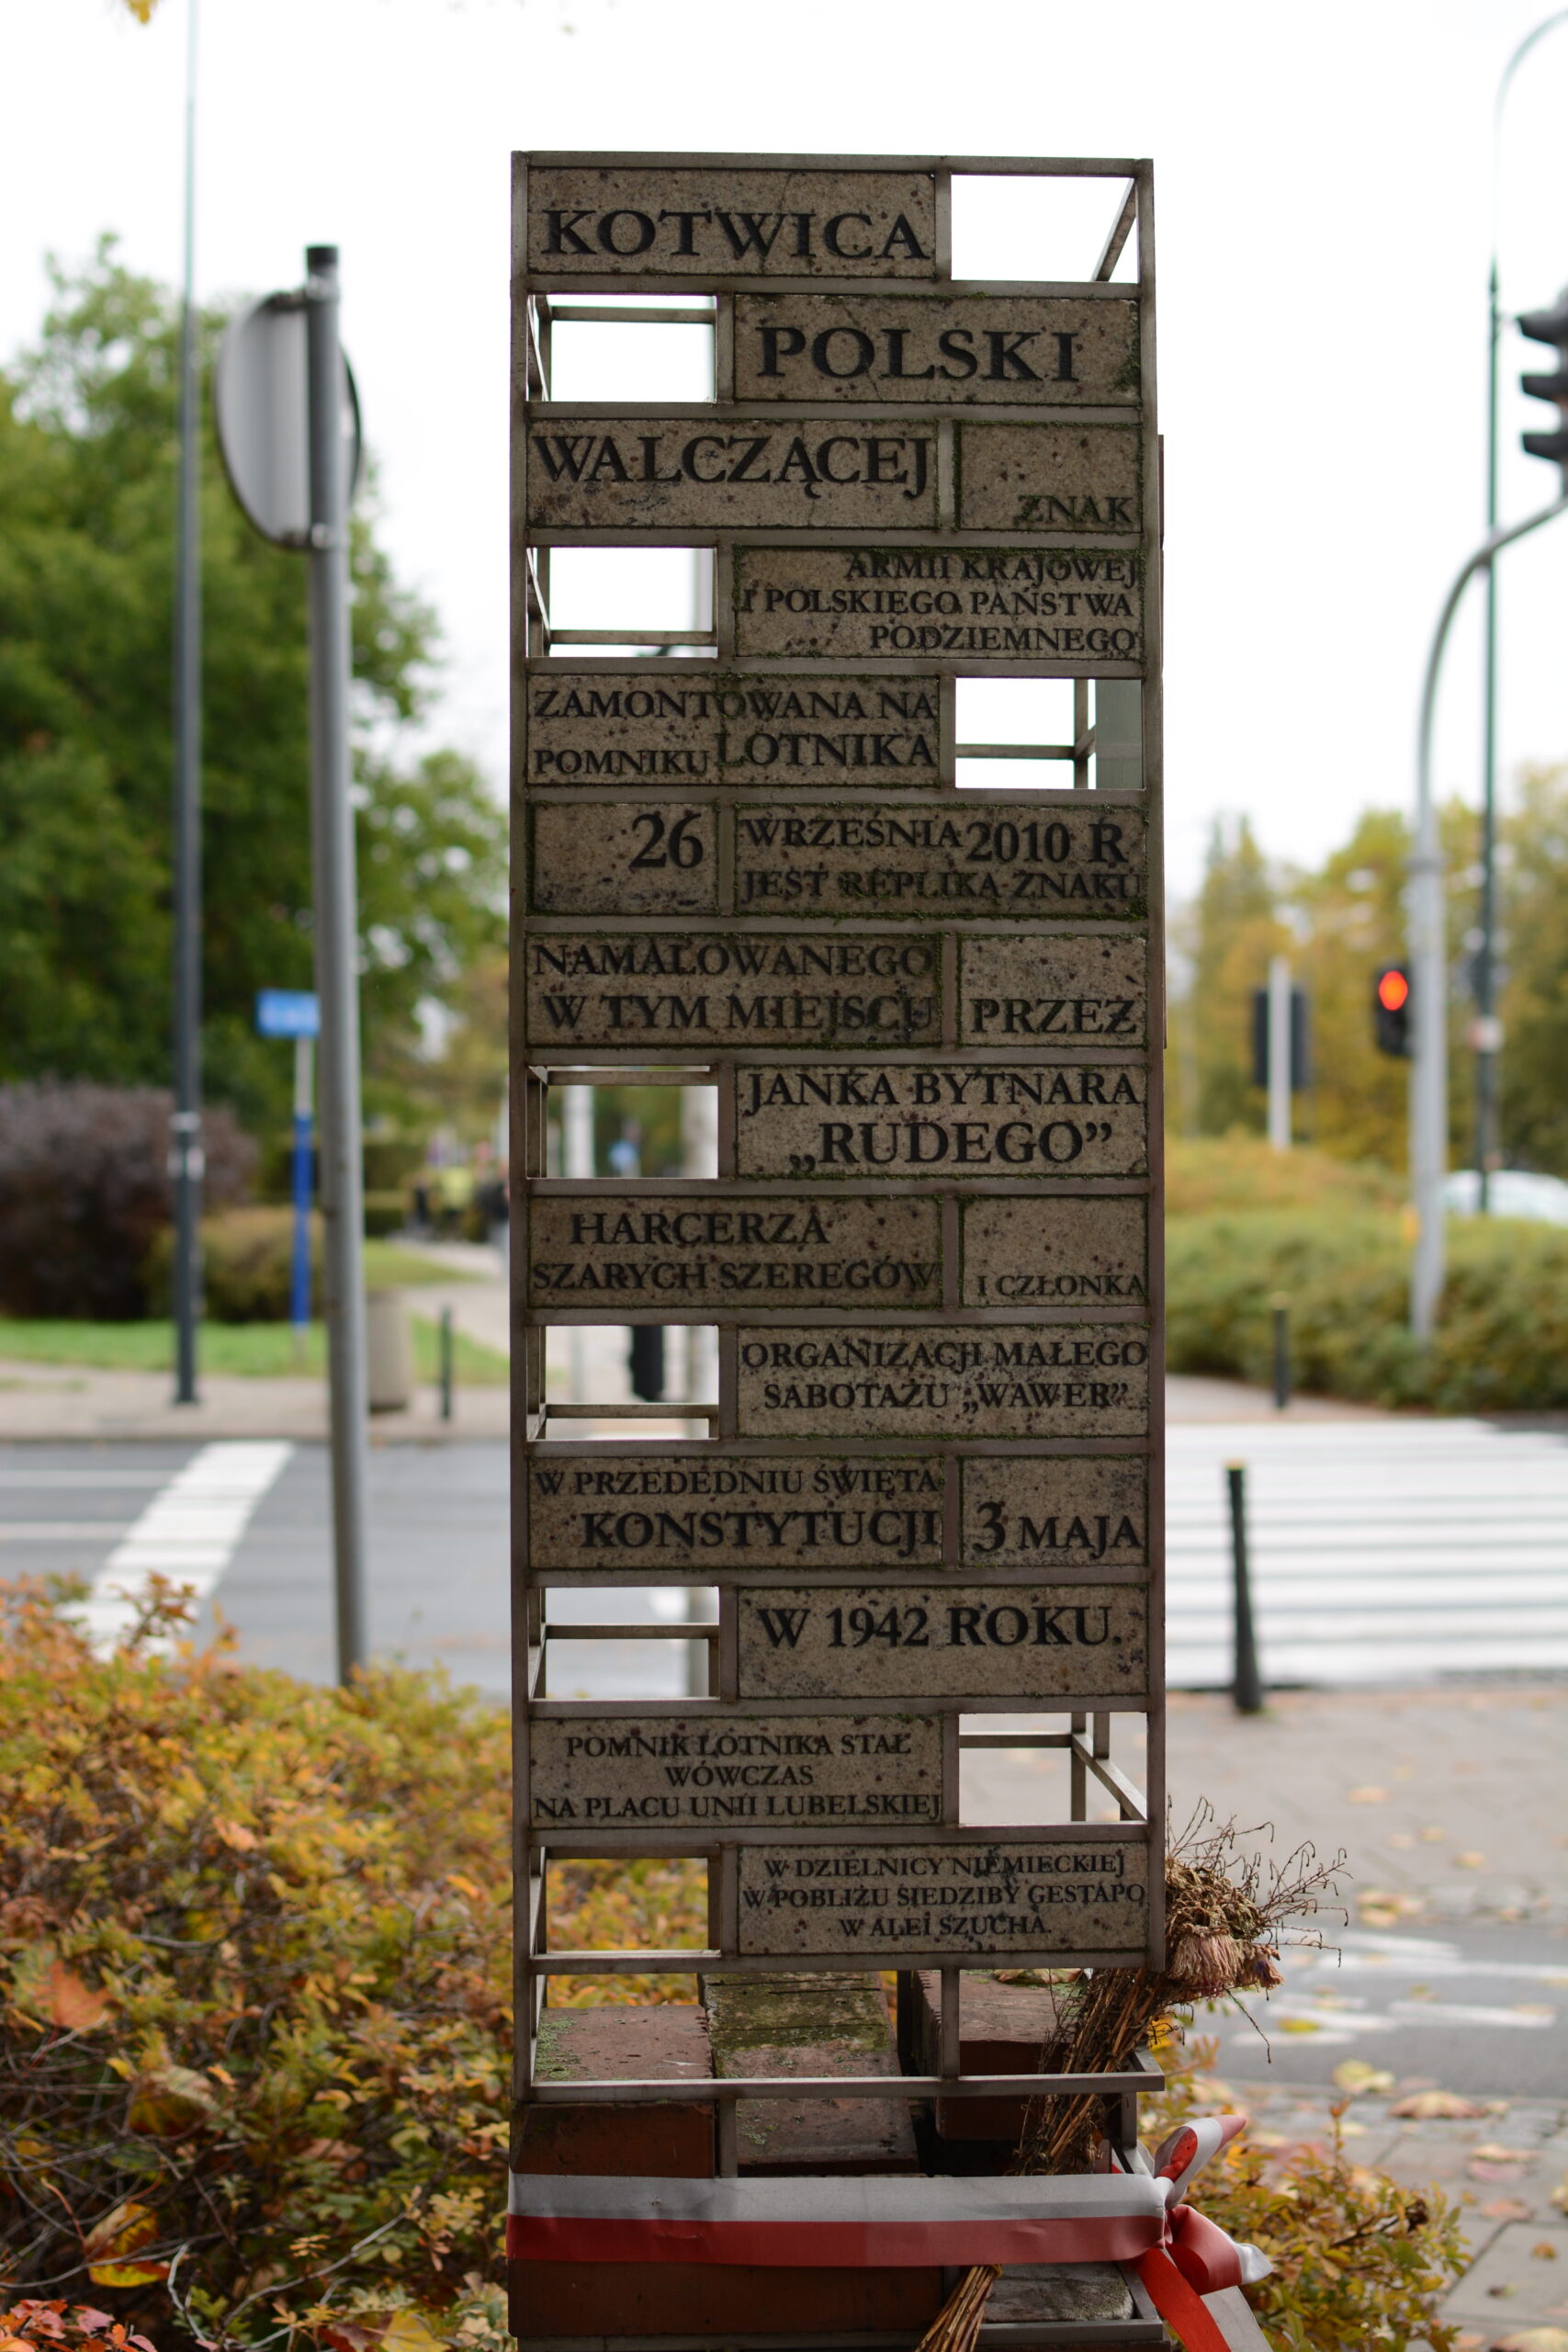 KOTWICA
POLSKI
WALCZĄCEJ
ZNAK
ARMII KRAJOWEJ
I POLSKIEGO PAŃSTWA
PODZIEMNEGO
ZAMONTOWANA NA
POMNIKU LOTNIKA
26 WRZEŚNIA 2010 R
JEST REPLIKĄ ZNAKU
NAMALOWANEGO
W TYM MIEJSCU PRZEZ
JANKA BYTNARA
„RUDEGO”
HARCERZA
SZARYCH SZEREGÓW I CZŁONKA
ORGANIZACJI MAŁEGO
SABOTAŻU „WAWER”
W PRZEDEDNIU ŚWIĘTA
KONSTYTUCJI 3 MAJA
W 1942 ROKU.
POMNIK LOTNIKA STAŁ
WÓWCZAS
NA PLACU UNII LUBELSKIEJ
W DZIELNICY NIEMIECKIEJ
W POBLIŻU SIEDZIBY GESTAPO
W ALEI SZUCHA.